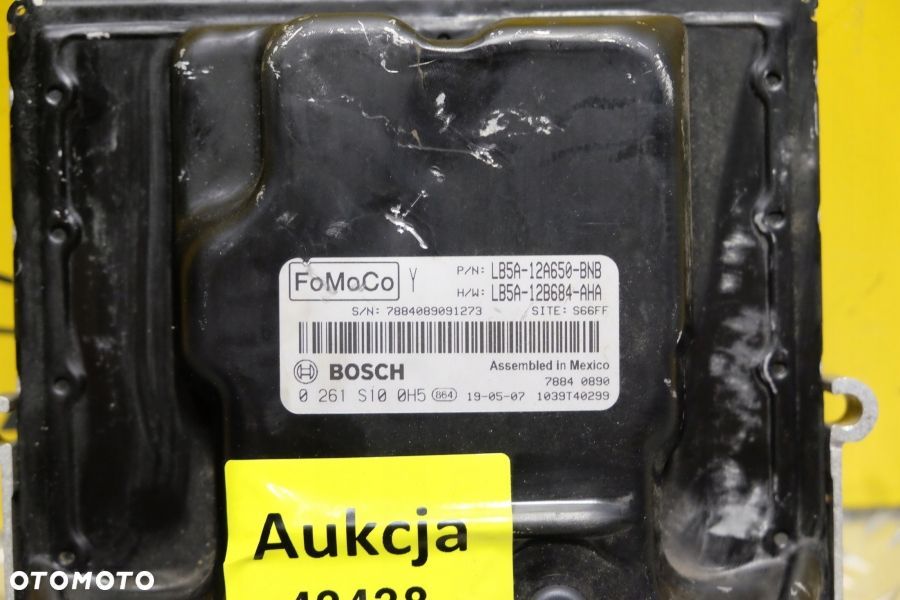 FoMoCo Y P/N: LB5A-12A650-BNB
H/W: LB5A-12B684-AHA
S/N: 7884089091273 SITE: S66FF
BOSCH Assembled in Mexico
7884 0890
0 261 S10 0H5 864 19-05-07 1039T40299
Aukcja
OTOMOTO